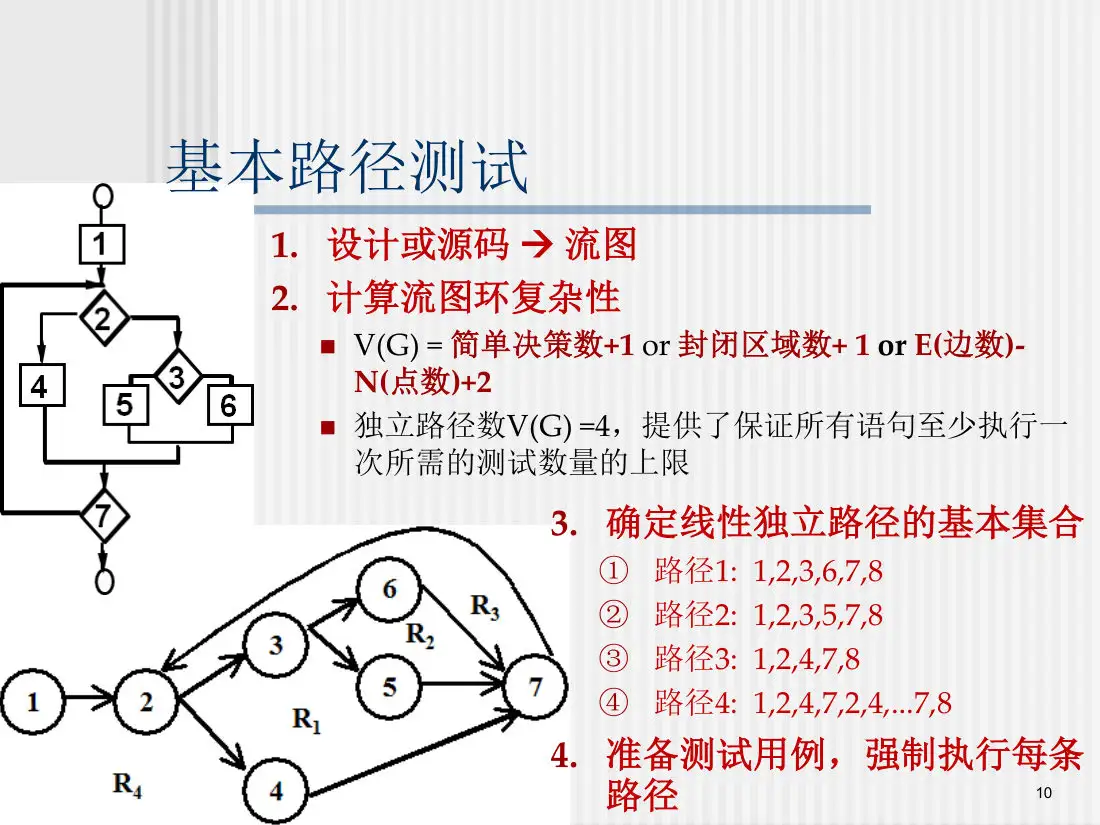 基本路径测试
1. 设计或源码 → 流图
2. 计算流图环复杂性
■ V(G) = 简单决策数+1 or 封闭区域数+ 1 or E(边数)-
N(点数)+2
■ 独立路径数V(G) =4，提供了保证所有语句至少执行一
次所需的测试数量的上限
3. 确定线性独立路径的基本集合
① 路径1: 1,2,3,6,7,8
② 路径2: 1,2,3,5,7,8
③ 路径3: 1,2,4,7,8
④ 路径4: 1,2,4,7,2,4,...7,8
4. 准备测试用例，强制执行每条
路径
1
2
3
4
5
6
7
6
R3
R2
3
5
7
1
2
R1
4
R4
10